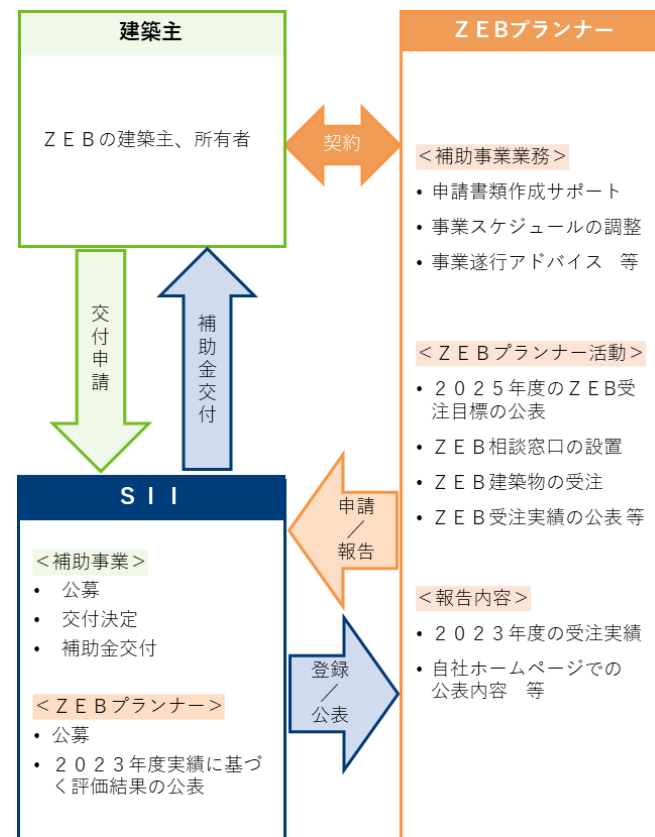 建築主
ＺＥＢの建築主、所有者
契約
ＺＥＢプランナー
＜補助事業業務＞
• 申請書類作成サポート
• 事業スケジュールの調整
• 事業遂行アドバイス　等
＜ＺＥＢプランナー活動＞
• ２０２５年度のＺＥＢ受
注目標の公表
• ＺＥＢ相談窓口の設置
• ＺＥＢ建築物の受注
• ＺＥＢ受注実績の公表 等
＜報告内容＞
• ２０２３年度の受注実績
• 自社ホームページでの
公表内容　等
交付申請
補助金交付
申請
／
報告
登録
／
公表
ＳＩＩ
＜補助事業＞
• 公募
• 交付決定
• 補助金交付
＜ＺＥＢプランナー＞
• 公募
• ２０２３年度実績に基づ
く評価結果の公表